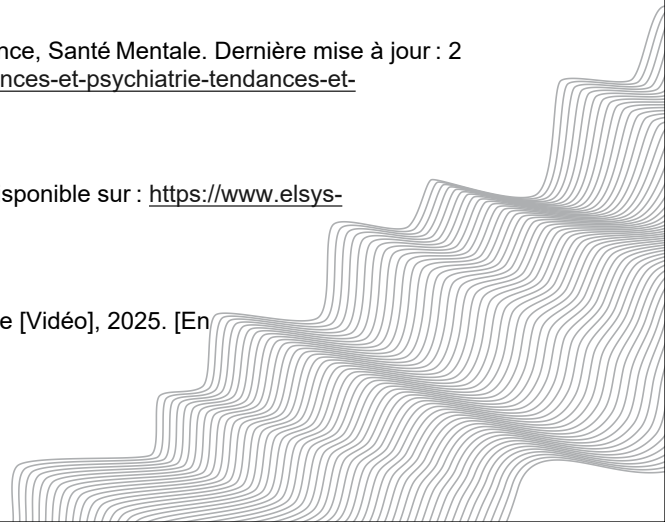 nce, Santé Mentale. Dernière mise à jour : 2
nces-et-psychiatrie-tendances-et-
sponible sur : https://www.elsys-
e [Vidéo], 2025. [En